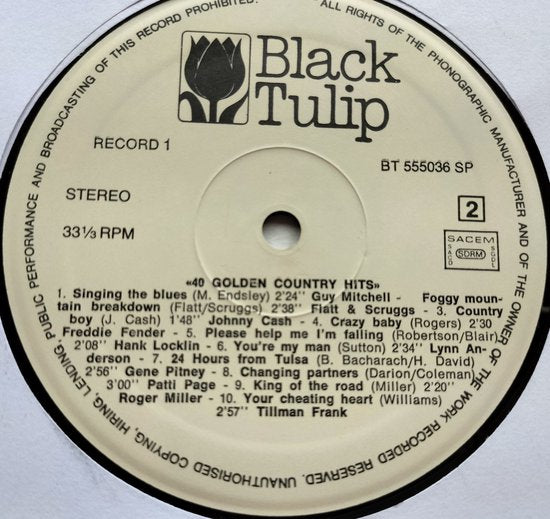 ALL RIGHTS OF THE PHONOGRAPHIC MANUFACTURER AND OF THE OWNER OF THE WORK RECORDED RESERVED. UNAUTHORISED COPYING, HIRING, LENDING, PUBLIC PERFORMANCE AND BROADCASTING OF THIS RECORD PROHIBITED.
Black
Tulip
RECORD 1
BT 555036 SP
STEREO
2
33⅓ RPM
SACEM
SACD
SDRM
SGDL
«40 GOLDEN COUNTRY HITS»
1. Singing the blues (M. Endsley) 2'24" Guy Mitchell - Foggy moun-
tain breakdown (Flatt/Scruggs) 2'38" Flatt & Scruggs - 3. Country
boy (J. Cash) 1'48" Johnny Cash - 4. Crazy baby (Rogers) 2'30
Freddie Fender - 5. Please help me I'm falling (Robertson/Blair)
2'08" Hank Locklin - 6. You're my man (Sutton) 2'34" Lynn An-
derson - 7. 24 Hours from Tulsa (B. Bacharach/H. David)
2'56" Gene Pitney - 8. Changing partners (Darion/Coleman)
3'00" Patti Page - 9. King of the road (Miller) 2'20"
Roger Miller - 10. Your cheating heart (Williams)
2'57" Tillman Frank